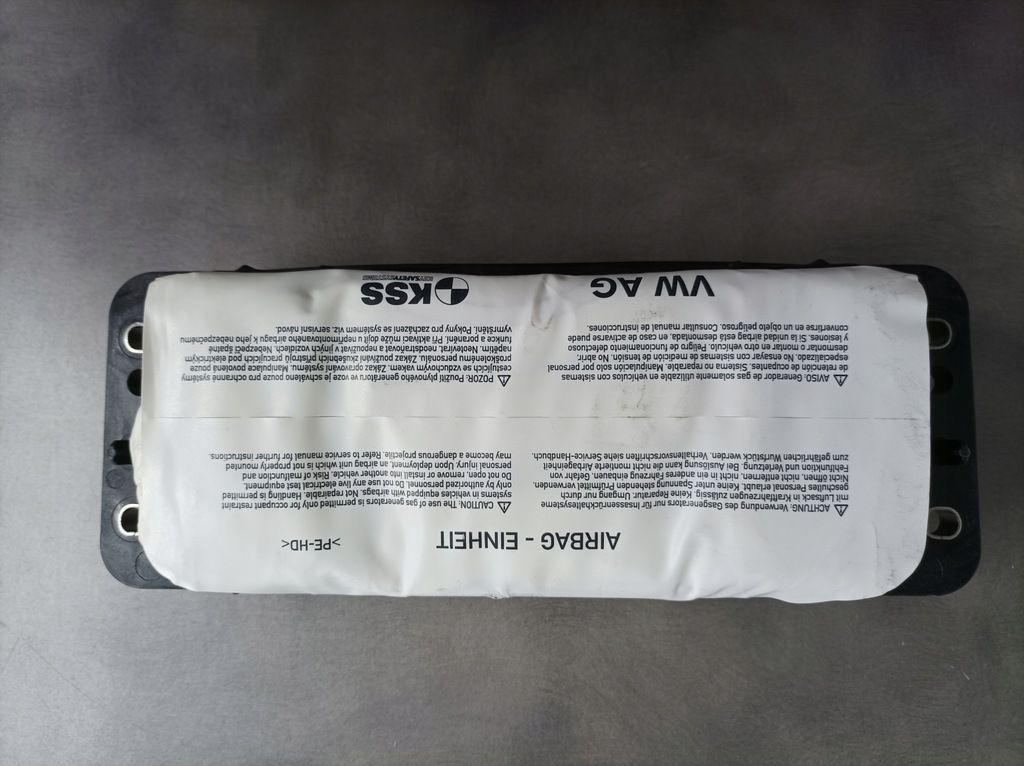 AIRBAG - EINHEIT
>PE-HD<
ACHTUNG. Verwendung des Gasgenerators nur für Insassenrückhaltesysteme
mit Luftsack in Kraftfahrzeugen zulässig. Keine Reparatur. Umgang nur durch
geschultes Personal erlaubt. Keine unter Spannung stehenden Prüfmittel verwenden.
Nicht öffnen, nicht entfernen, nicht in ein anderes Fahrzeug einbauen. Gefahr von
Fehlfunktion und Verletzung. Bei Auslösung kann ein nicht montierte Airbageinheit
zum gefährlichen Wurfstück werden. Verhaltensvorschriften siehe Service-Handbuch.
CAUTION. The use of gas generators is permitted only for occupant restraint
systems in vehicles equipped with airbags. Not repairable. Handling is permitted
only by authorized personnel. Do not use any live electrical test equipment.
Do not open, remove or install into another vehicle. Risk of malfunction and
personal injury. Upon deployment, an airbag unit which is not properly mounted
may become a dangerous projectile. Refer to service manual for further instructions.
AVISO. Generador de gas solamente utilizable en vehículos con sistemas
de retención de ocupantes. Sistema no reparable. Manipulación solo por personal
especializado. No ensayar con sistemas de medición de tensión. No abrir,
desmontar o montar en otro vehículo. Peligro de funcionamiento defectuoso
y lesiones. Si la unidad airbag está desmontada, en caso de activarse puede
convertirse en un objeto peligroso. Consultar manual de instrucciones.
POZOR: Použití plynového generátoru ve voze je schváleno pouze pro ochranné systémy
cestujících se vzduchovým vakem. Zákaz opravování systému. Manipulace povolená pouze
proškolenému personálu. Zákaz používání zkušebních přístrojů pracujících pod elektrickým
napětím. Neotevírat, neodstraňovat a nepoužívat v jiných vozidlech. Nebezpečí špatné
funkce a poranění. Při aktivaci může dojít u nepřimontovaného airbagu k jeho nebezpečnému
vymrštění. Pokyny pro zacházení se systémem viz. servisní návod.
VW AG
KSS
KEY SAFETY SYSTEMS